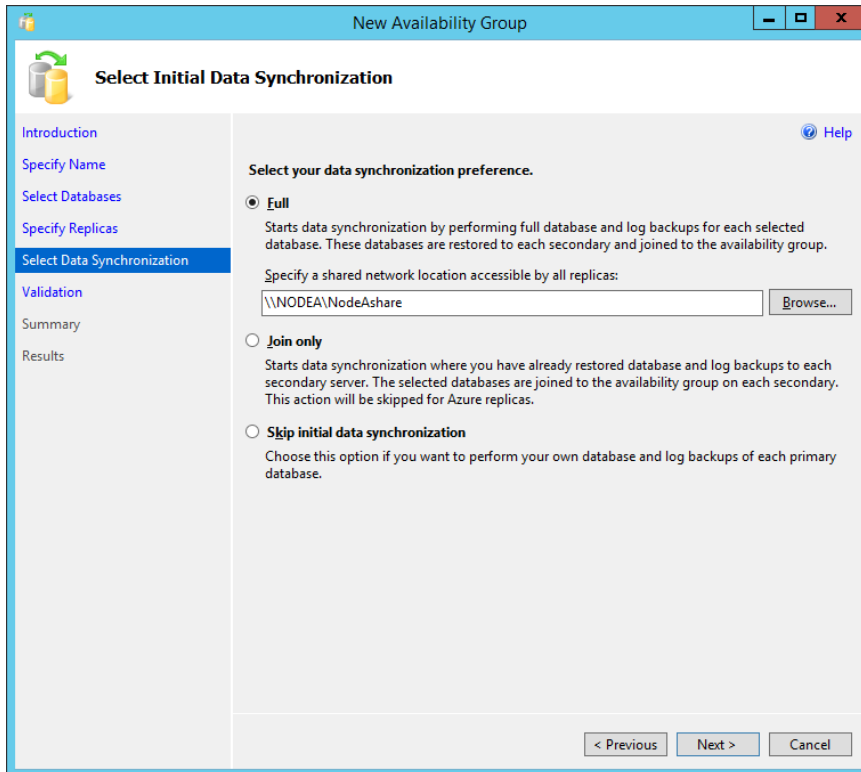 New Availability Group
Select Initial Data Synchronization
Introduction
Specify Name
Select Databases
Specify Replicas
Select Data Synchronization
Validation
Summary
Results
Help
Select your data synchronization preference.
Full
Starts data synchronization by performing full database and log backups for each selected
database. These databases are restored to each secondary and joined to the availability group.
Specify a shared network location accessible by all replicas:
\\NODEA\NodeAshare
Browse...
Join only
Starts data synchronization where you have already restored database and log backups to each
secondary server. The selected databases are joined to the availability group on each secondary.
This action will be skipped for Azure replicas.
Skip initial data synchronization
Choose this option if you want to perform your own database and log backups of each primary
database.
< Previous
Next >
Cancel